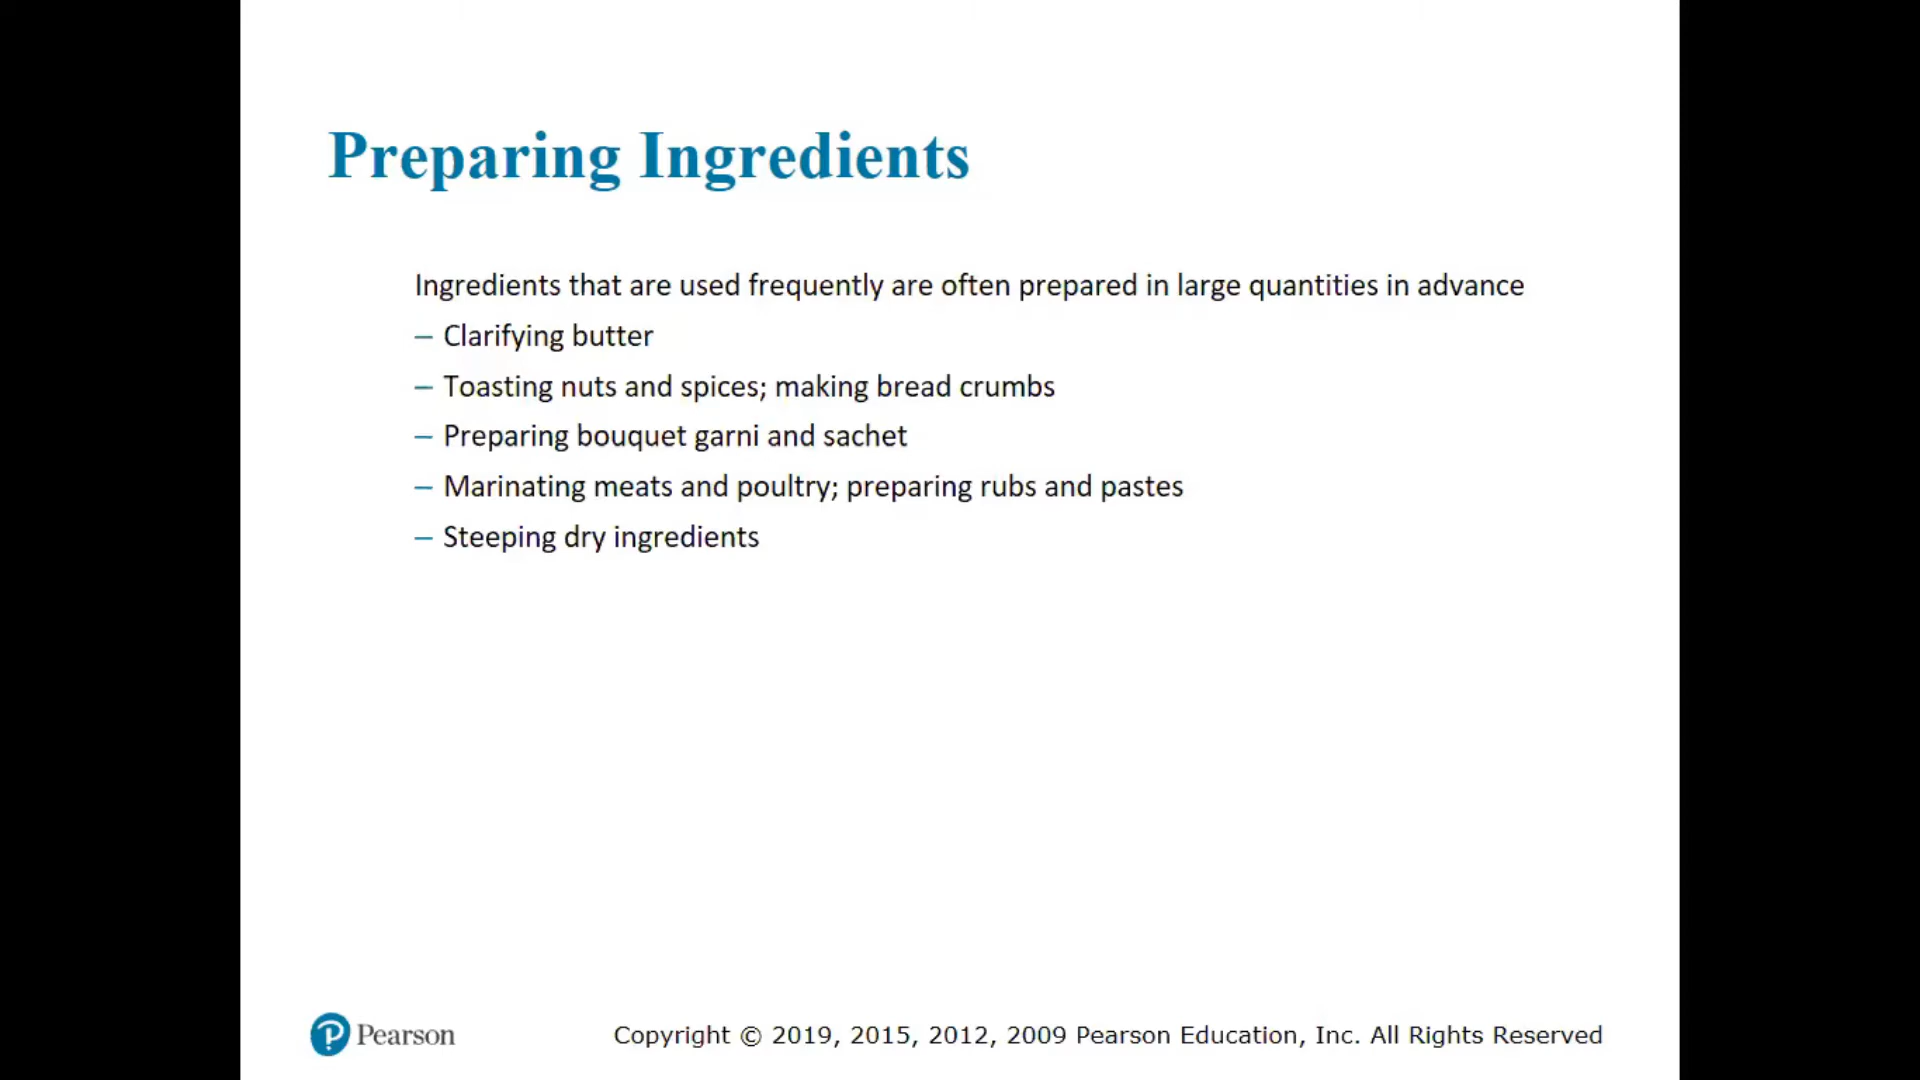 Preparing Ingredients
Ingredients that are used frequently are often prepared in large quantities in advance
– Clarifying butter
– Toasting nuts and spices; making bread crumbs
– Preparing bouquet garni and sachet
– Marinating meats and poultry; preparing rubs and pastes
– Steeping dry ingredients
Pearson
Copyright © 2019, 2015, 2012, 2009 Pearson Education, Inc. All Rights Reserved